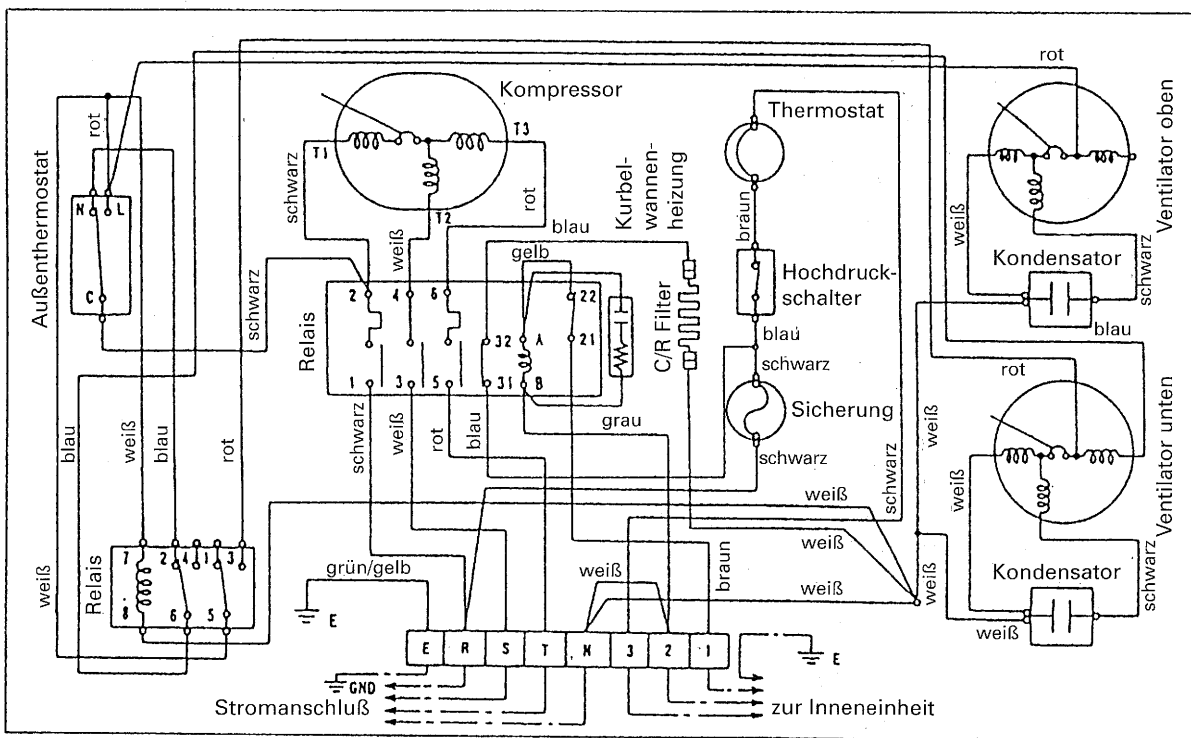 rot
Kompressor
T3
T1
T2
Thermostat
Ventilator oben
rot
Außenthermostat
N L
C
schwarz
weiß
rot
Kurbel-
wannen-
heizung
braun
blau
gelb
Hochdruck-
schalter
weiß
Kondensator
schwarz
blau
schwarz
Relais
2 4 6
32 A 22
21
1 3 5 31 B
C/R Filter
blau
schwarz
Sicherung
rot
grau
schwarz
weiß
Ventilator unten
blau
weiß
blau
rot
schwarz
weiß
rot
blau
schwarz
weiß
weiß
weiß
Kondensator
schwarz
weiß
weiß
Relais
7 2 4 1 3
8 6 5
grün/gelb
E
weiß
weiß
braun
weiß
E R S T N 3 2 1
E
GND
Stromanschluß
zur Inneneinheit